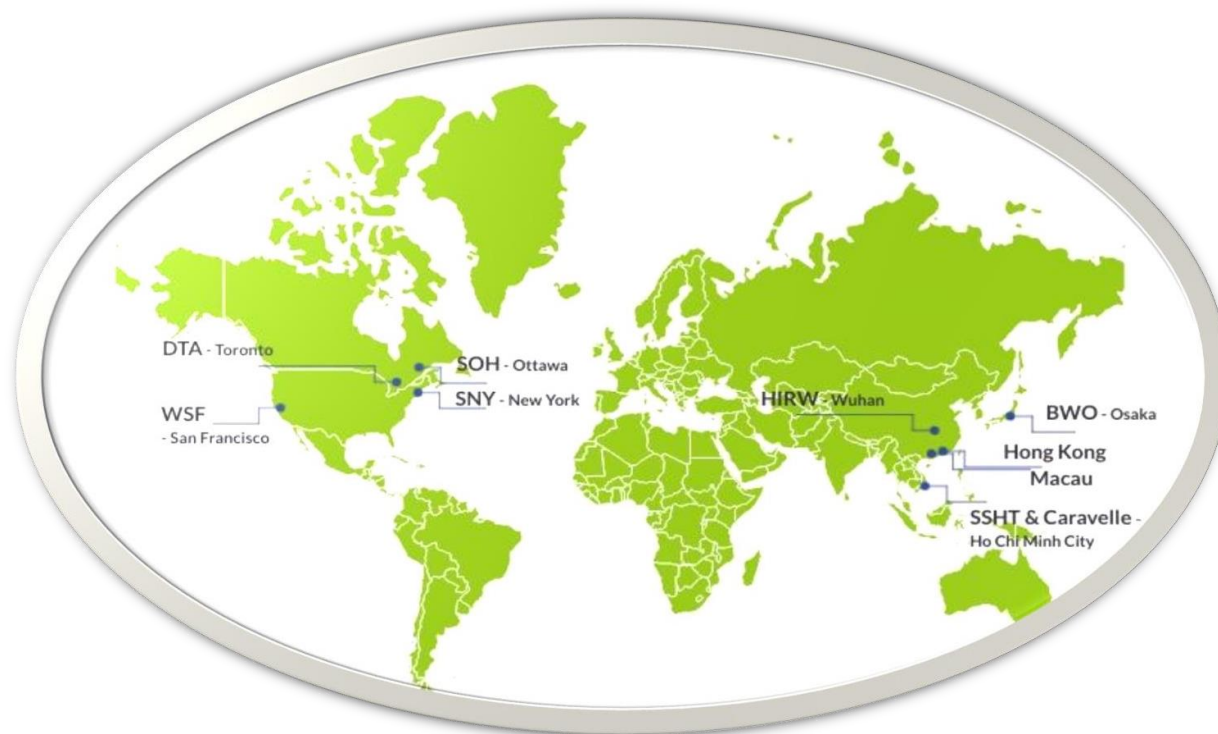 DTA - Toronto
SOH - Ottawa
SNY - New York
WSF
- San Francisco
HIRW - Wuhan
BWO - Osaka
Hong Kong
Macau
SSHT & Caravelle -
Ho Chi Minh City